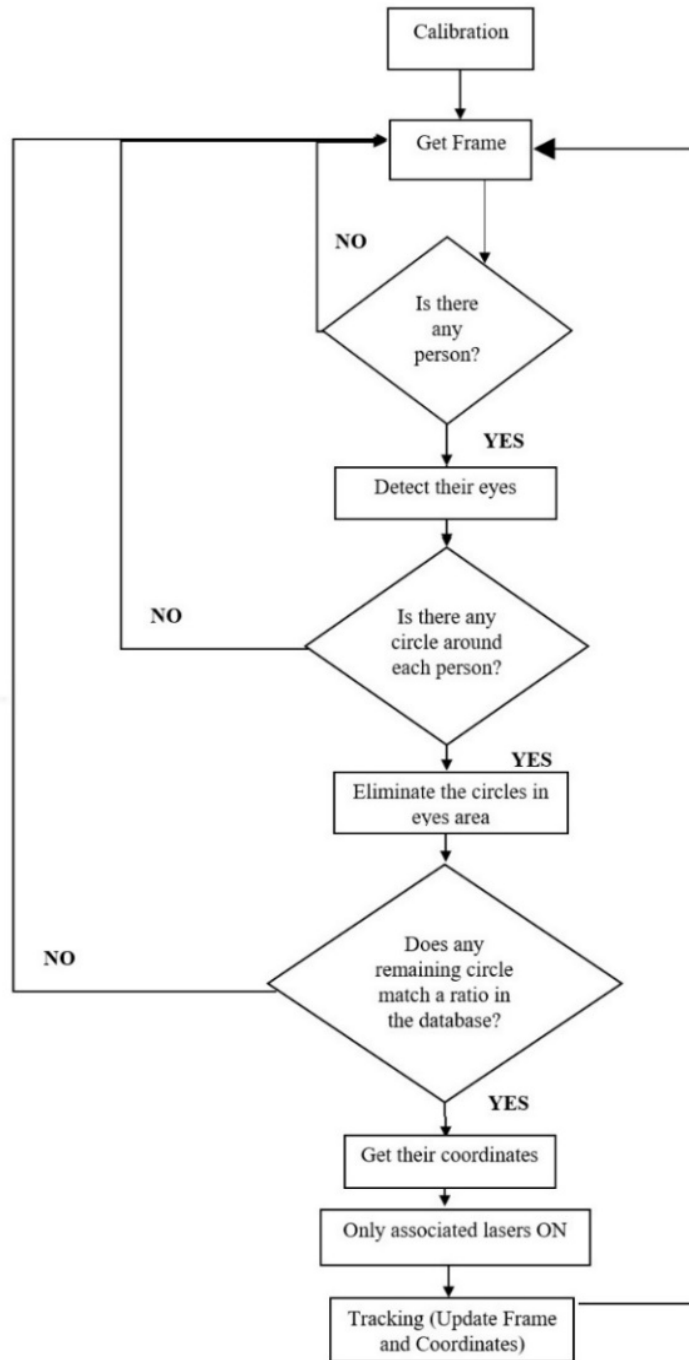 Calibration
Get Frame
NO
Is there
any
person?
YES
Detect their eyes
NO
Is there any
circle around
each person?
YES
Eliminate the circles in
eyes area
NO
Does any
remaining circle
match a ratio in
the database?
YES
Get their coordinates
Only associated lasers ON
Tracking (Update Frame
and Coordinates)